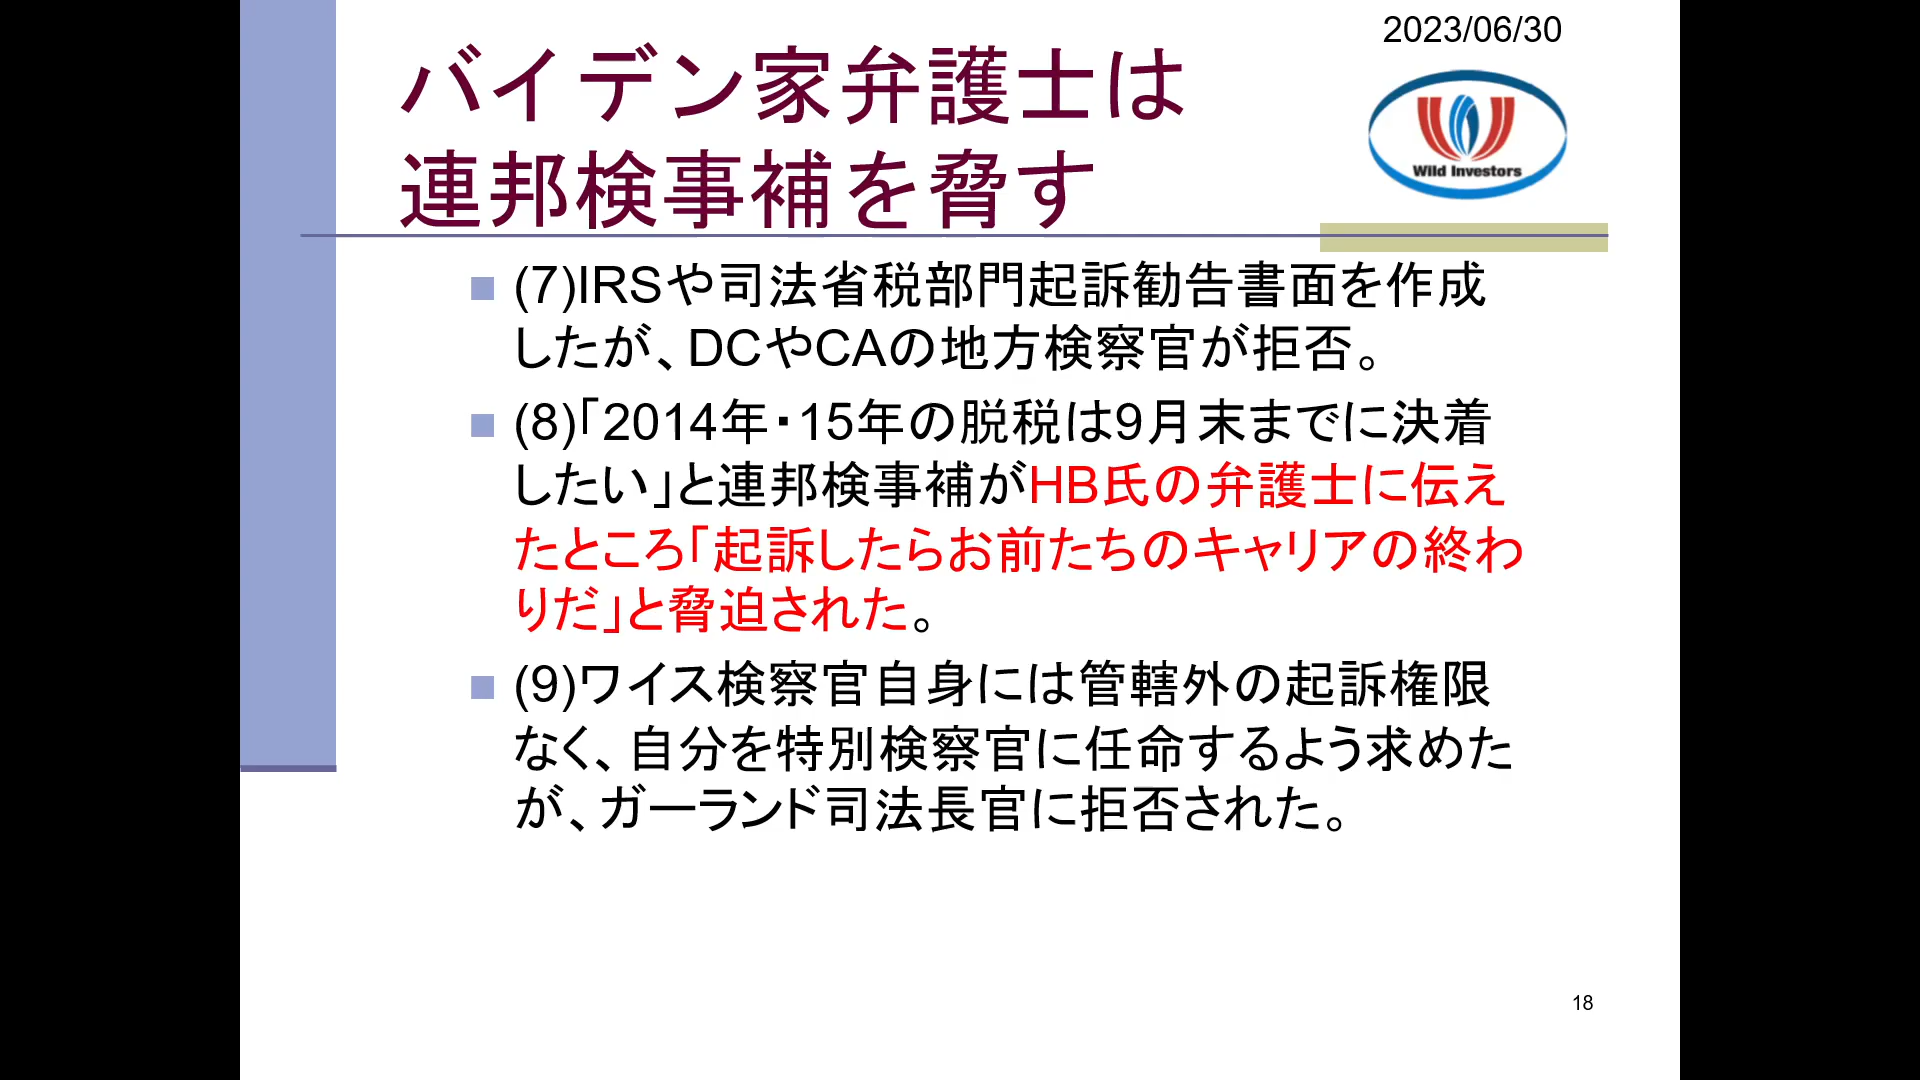 2023/06/30
バイデン家弁護士は
連邦検事補を脅す
Wild Investors
(7)IRSや司法省税部門起訴勧告書面を作成
したが、DCやCAの地方検察官が拒否。
(8)「2014年・15年の脱税は9月末までに決着
したい」と連邦検事補がHB氏の弁護士に伝え
たところ「起訴したらお前たちのキャリアの終わ
りだ」と脅迫された。
(9)ワイス検察官自身には管轄外の起訴権限
なく、自分を特別検察官に任命するよう求めた
が、ガーランド司法長官に拒否された。
18